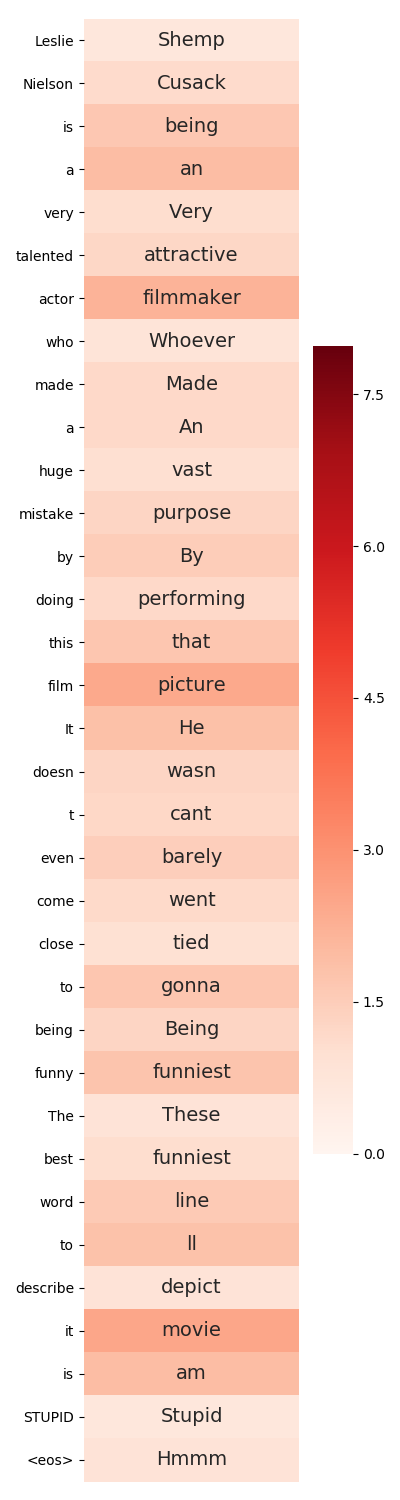 Leslie Shemp
Nielson Cusack
is being
a an
very Very
talented attractive
actor filmmaker
who Whoever
made Made
7.5
a An
huge vast
mistake purpose
6.0
by By
doing performing
this that
4.5
film picture
It He
doesn wasn
t cant
3.0
even barely
come went
close tied
to gonna
1.5
being Being
funny funniest
The These
best funniest
0.0
word line
to ll
describe depict
it movie
is am
STUPID Stupid
<eos> Hmmm